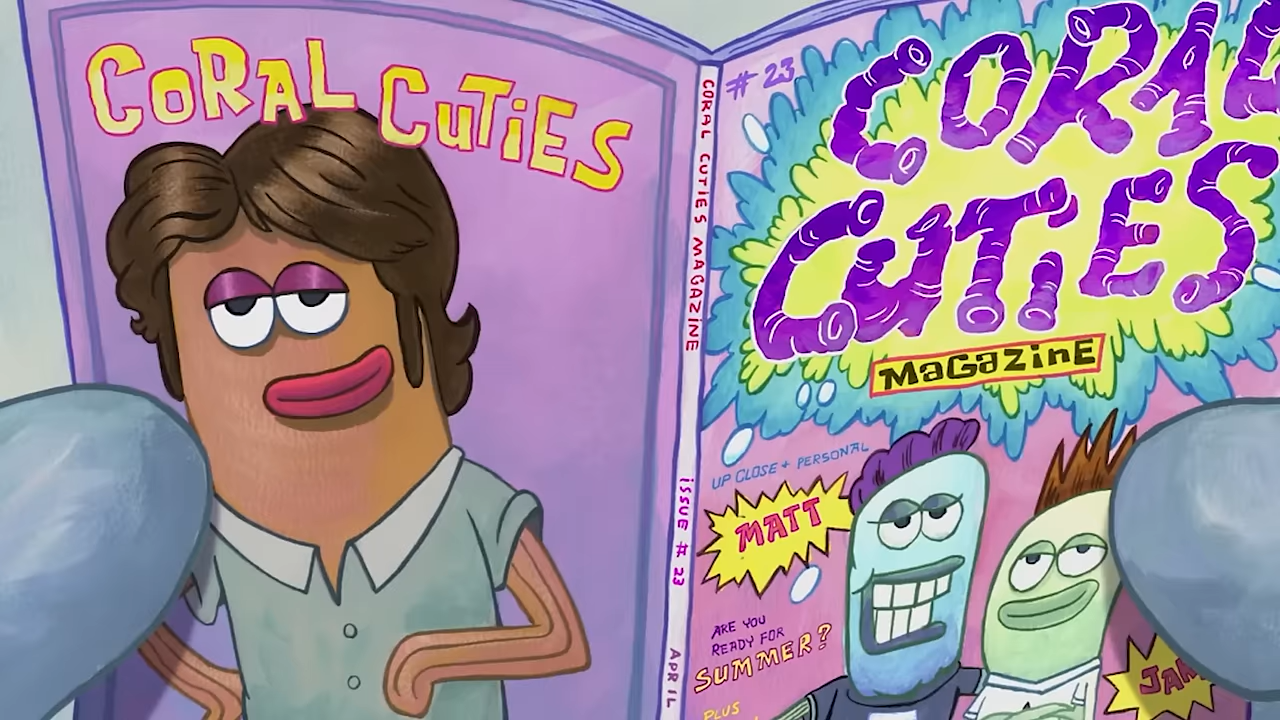 CORAL CUTIES
CORAL CUTIES MAGAZINE
ISSUE # 23
APRIL
# 23
CORAL
CUTIES
MAGAZINE
UP CLOSE + PERSONAL
MATT
ARE YOU
READY FOR
SUMMER?
PLUS